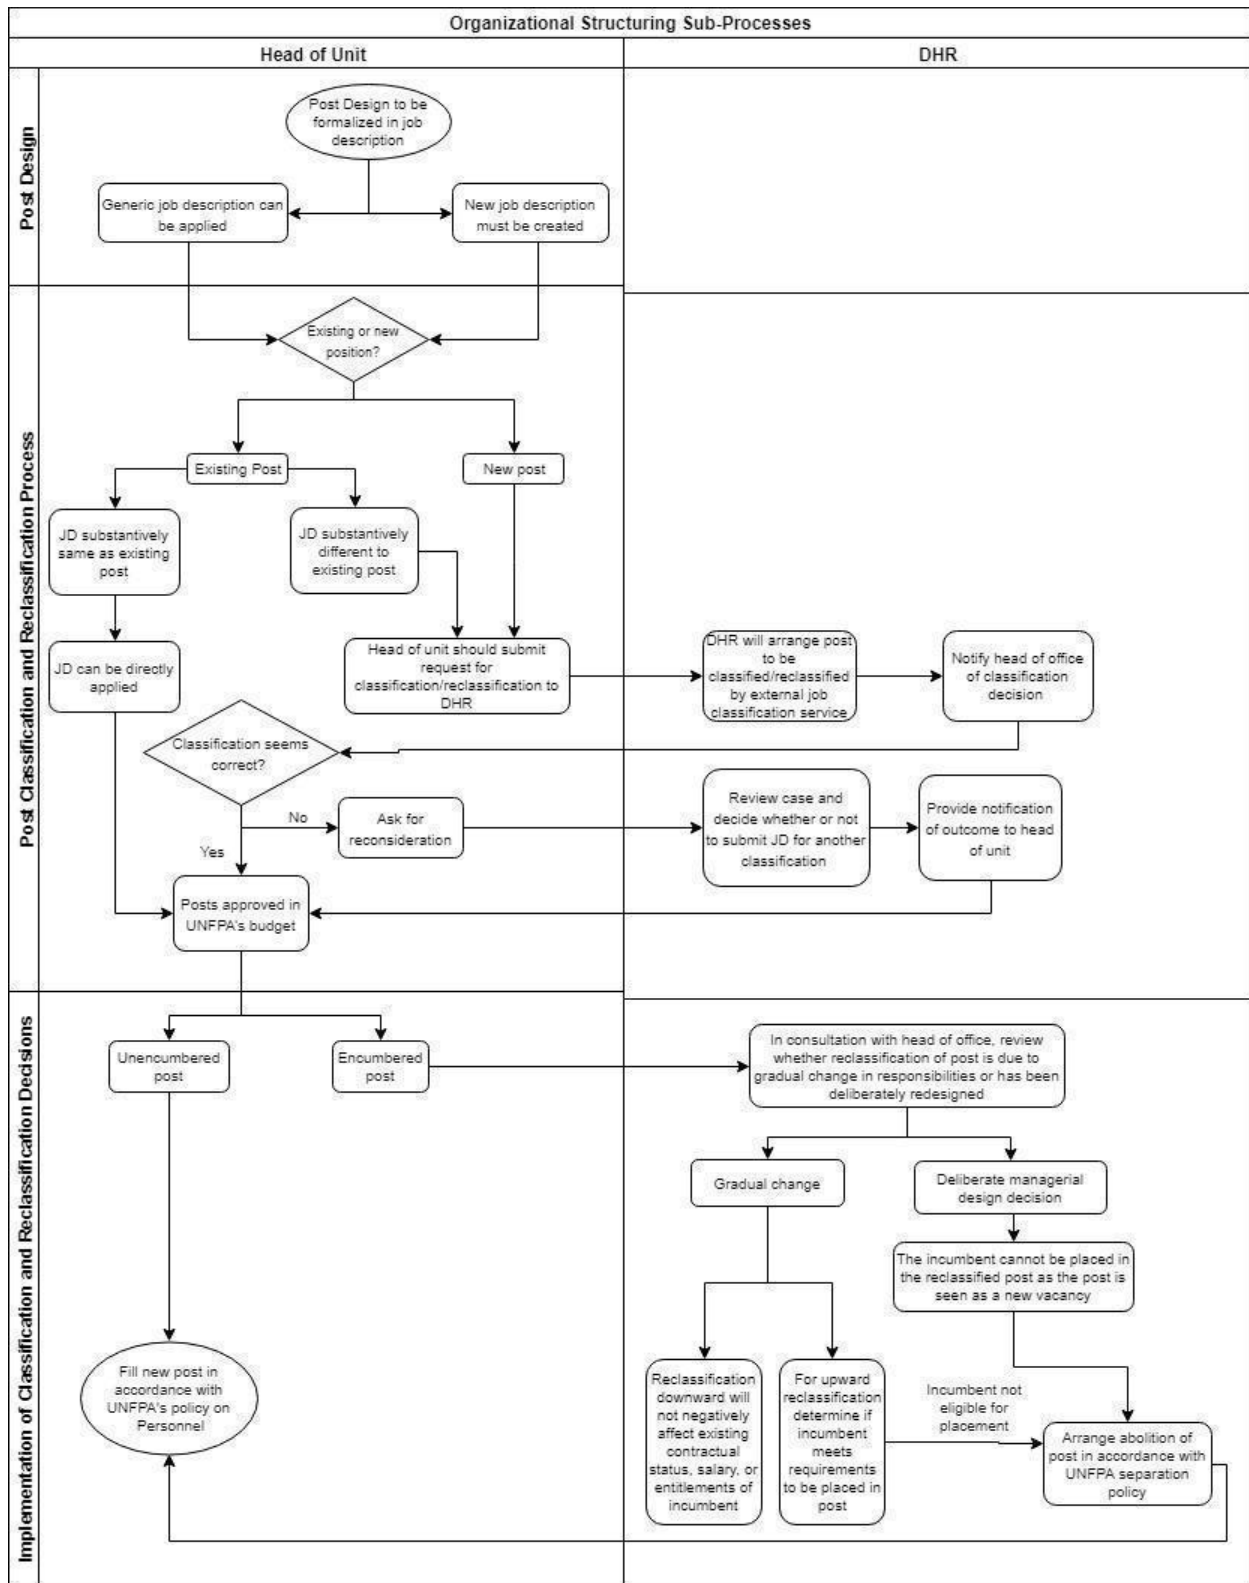 Organizational Structuring Sub-Processes
Head of Unit
DHR
Post Design
Post Design to be
formalized in job
description
Generic job description can
be applied
New job description
must be created
Post Classification and Reclassification Process
Existing or new
position?
Existing Post
New post
JD substantively
same as existing
post
JD substantively
different to
existing post
JD can be directly
applied
Head of unit should submit
request for
classification/reclassification to
DHR
DHR will arrange post
to be
classified/reclassified
by external job
classification service
Notify head of office
of classification
decision
Classification seems
correct?
No
Yes
Ask for
reconsideration
Review case and
decide whether or not
to submit JD for another
classification
Provide notification
of outcome to head
of unit
Posts approved in
UNFPA's budget
Implementation of Classification and Reclassification Decisions
Unencumbered
post
Encumbered
post
In consultation with head of office, review
whether reclassification of post is due to
gradual change in responsibilities or has been
deliberately redesigned
Gradual change
Deliberate managerial
design decision
The incumbent cannot be placed in
the reclassified post as the post is
seen as a new vacancy
Fill new post in
accordance with
UNFPA's policy on
Personnel
Reclassification
downward will
not negatively
affect existing
contractual
status, salary, or
entitlements of
incumbent
For upward
reclassification
determine if
incumbent
meets
requirements
to be placed in
post
Incumbent not
eligible for
placement
Arrange abolition of
post in accordance with
UNFPA separation
policy